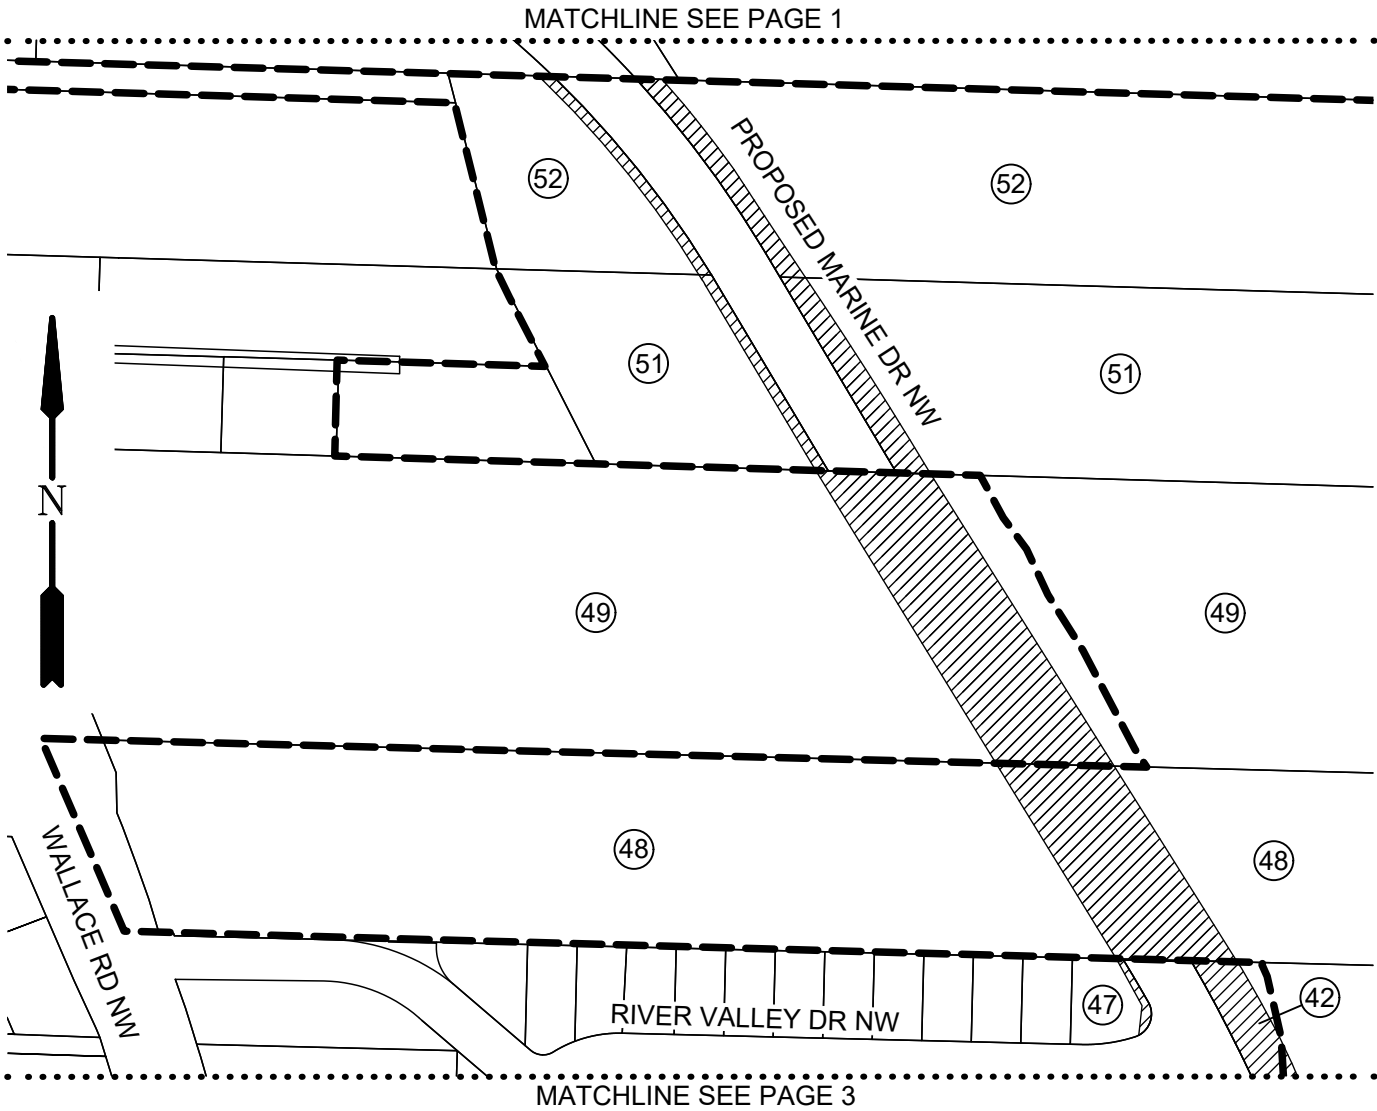 MATCHLINE SEE PAGE 1
52
52
PROPOSED MARINE DR NW
51
51
N
49
49
48
48
WALLACE RD NW
47
42
RIVER VALLEY DR NW
MATCHLINE SEE PAGE 3